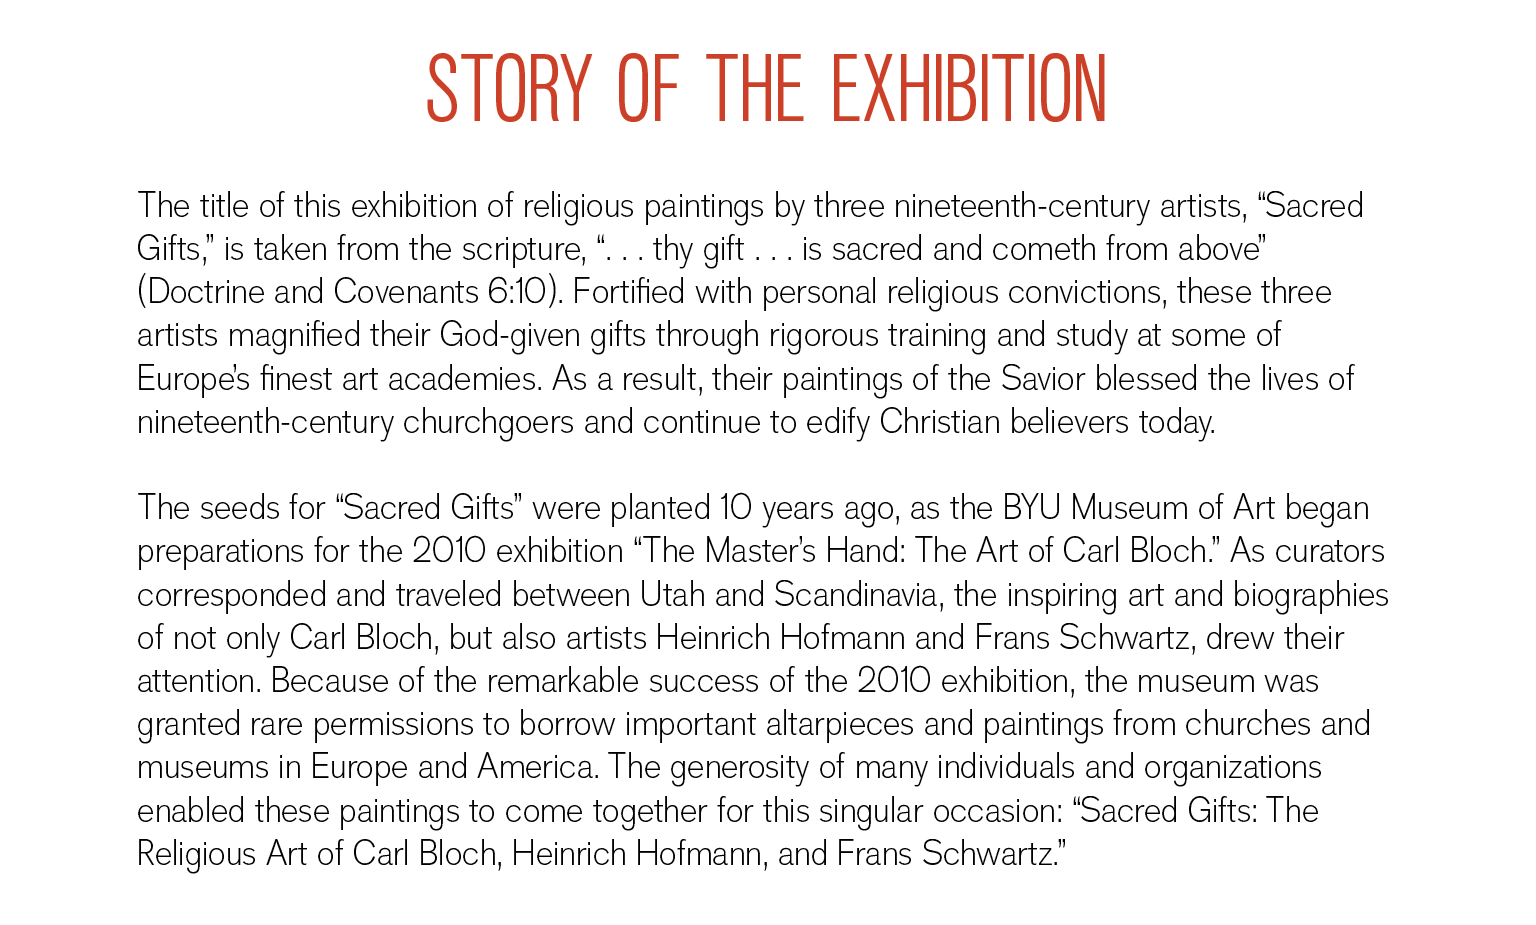 STORY OF THE EXHIBITION
The title of this exhibition of religious paintings by three nineteenth-century artists, “Sacred
Gifts,” is taken from the scripture, “. . . thy gift . . . is sacred and cometh from above”
(Doctrine and Covenants 6:10). Fortified with personal religious convictions, these three
artists magnified their God-given gifts through rigorous training and study at some of
Europe’s finest art academies. As a result, their paintings of the Savior blessed the lives of
nineteenth-century churchgoers and continue to edify Christian believers today.
The seeds for “Sacred Gifts” were planted 10 years ago, as the BYU Museum of Art began
preparations for the 2010 exhibition “The Master’s Hand: The Art of Carl Bloch.” As curators
corresponded and traveled between Utah and Scandinavia, the inspiring art and biographies
of not only Carl Bloch, but also artists Heinrich Hofmann and Frans Schwartz, drew their
attention. Because of the remarkable success of the 2010 exhibition, the museum was
granted rare permissions to borrow important altarpieces and paintings from churches and
museums in Europe and America. The generosity of many individuals and organizations
enabled these paintings to come together for this singular occasion: “Sacred Gifts: The
Religious Art of Carl Bloch, Heinrich Hofmann, and Frans Schwartz.”